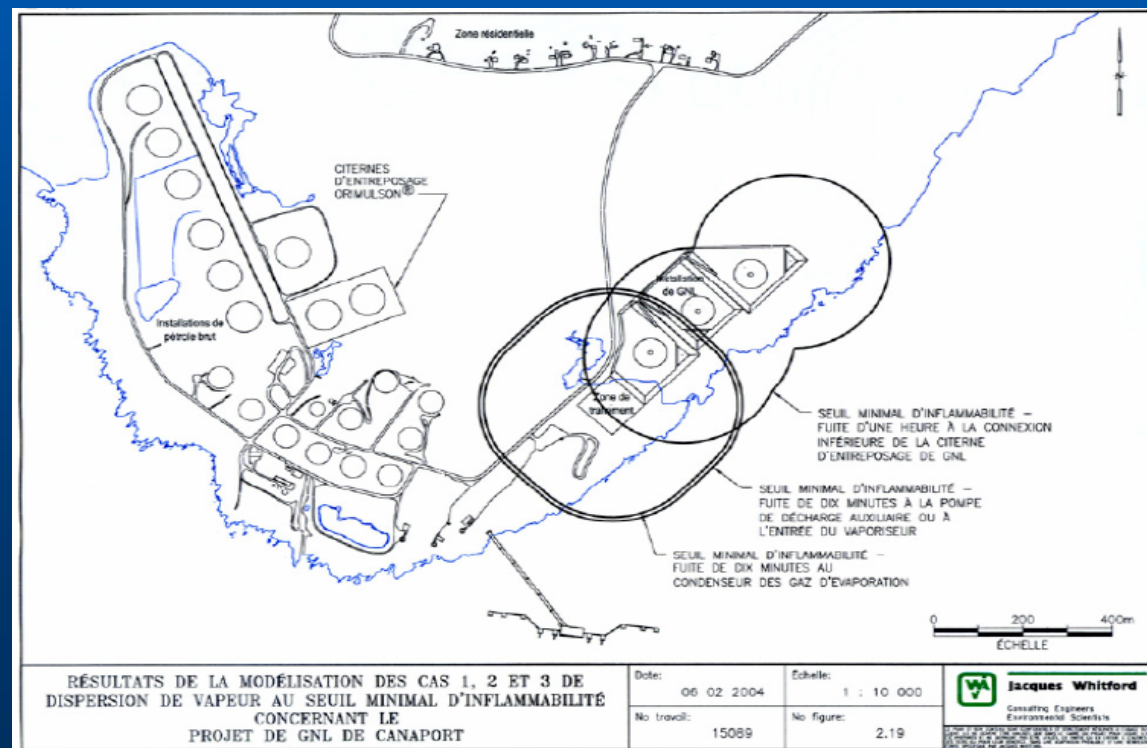 Zone résidentielle
N
CITERNES
D'ENTREPOSAGE
ORIMULSON®
Installation
de GNL
Installations de
pétrole brut
Zone de
traitement
SEUIL MINIMAL D'INFLAMMABILITÉ –
FUITE D'UNE HEURE À LA CONNEXION
INFÉRIEURE DE LA CITERNE
D'ENTREPOSAGE DE GNL
SEUIL MINIMAL D'INFLAMMABILITÉ –
FUITE DE DIX MINUTES À LA POMPE
DE DÉCHARGE AUXILIAIRE OU À
L'ENTRÉE DU VAPORISEUR
SEUIL MINIMAL D'INFLAMMABILITÉ –
FUITE DE DIX MINUTES AU
CONDENSEUR DES GAZ D'EVAPORATION
0 200 400m
ÉCHELLE
RÉSULTATS DE LA MODÉLISATION DES CAS 1, 2 ET 3 DE
DISPERSION DE VAPEUR AU SEUIL MINIMAL D'INFLAMMABILITÉ
CONCERNANT LE
PROJET DE GNL DE CANAPORT
Date:
06 02 2004
Échelle:
1 : 10 000
No travail:
15089
No figure:
2.19
Jacques Whitford
Consulting Engineers
Environmental Scientists